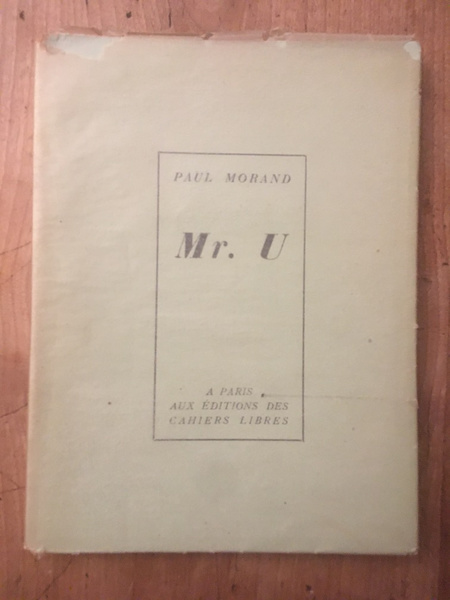 PAUL MORAND
Mr. U
A PARIS
AUX ÉDITIONS DES
CAHIERS LIBRES